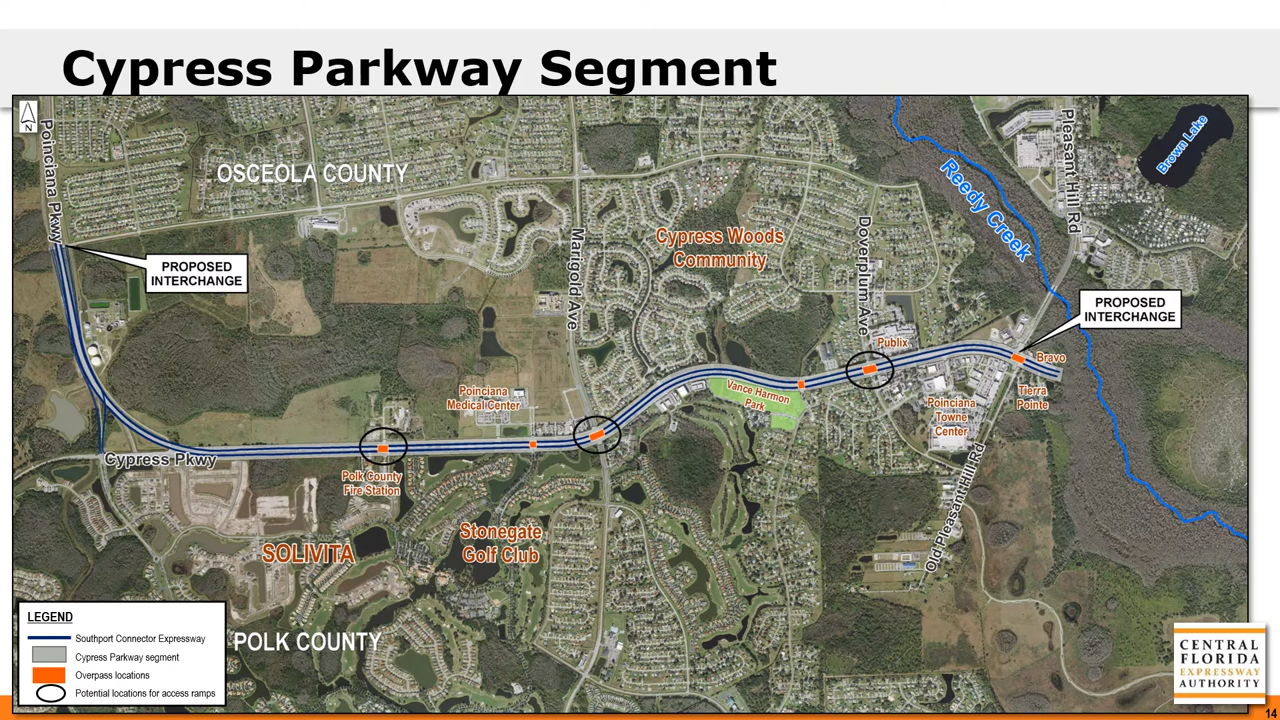 Cypress Parkway Segment
N
Poinciana Pkwy
OSCEOLA COUNTY
PROPOSED
INTERCHANGE
Marigold Ave
Cypress Woods
Community
Doverplum Ave
Reedy Creek
Pleasant Hill Rd
Brown Lake
PROPOSED
INTERCHANGE
Publix
Bravo
Tierra
Pointe
Vance Harmon
Park
Poinciana
Medical Center
Poinciana
Towne
Center
Cypress Pkwy
Polk County
Fire Station
Old Pleasant Hill Rd
SOLIVITA
Stonegate
Golf Club
POLK COUNTY
LEGEND
Southport Connector Expressway
Cypress Parkway segment
Overpass locations
Potential locations for access ramps
CENTRAL
FLORIDA
EXPRESSWAY
AUTHORITY
14